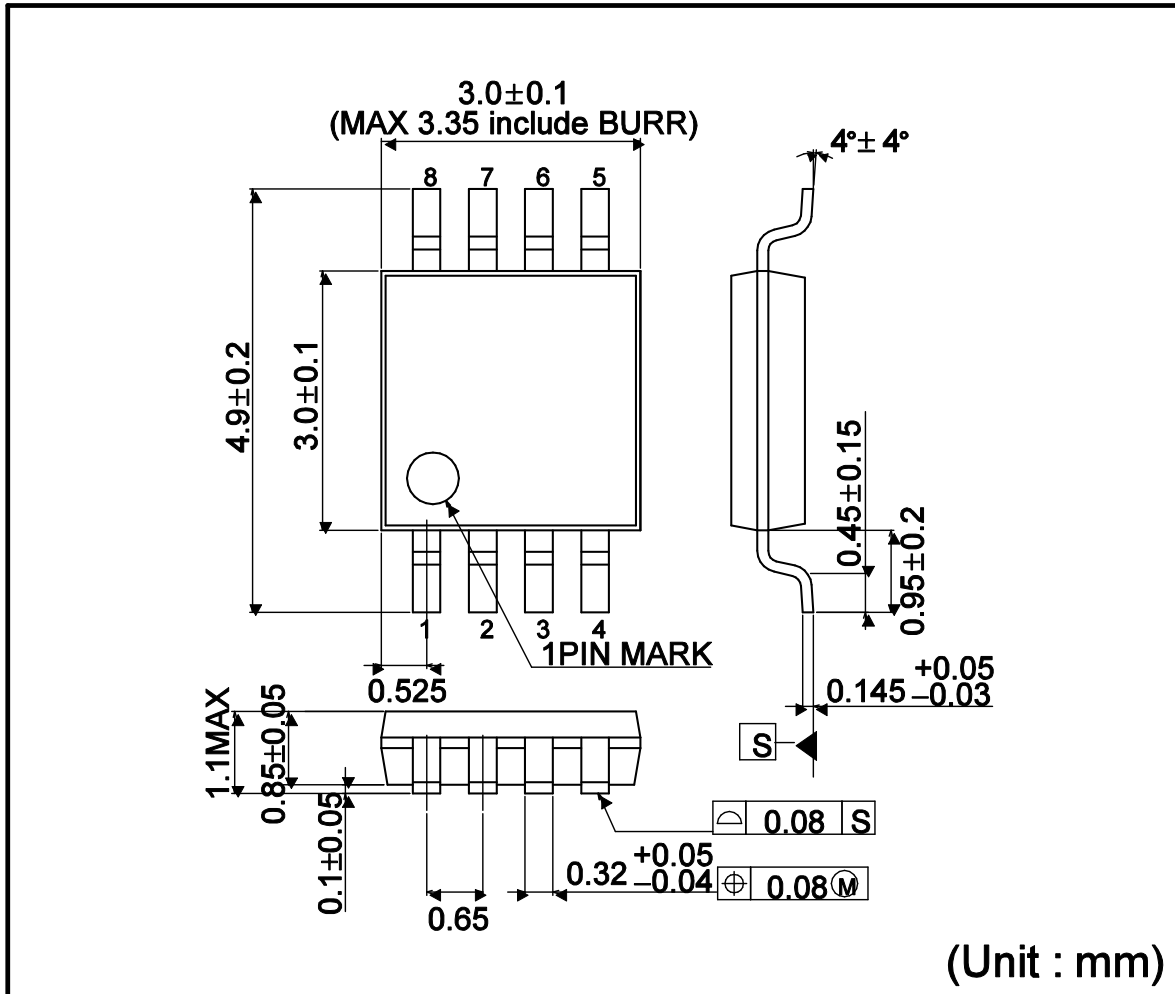 3.0±0.1
(MAX 3.35 include BURR)
4°±4°
8 7 6 5
4.9±0.2
3.0±0.1
0.45±0.15
0.95±0.2
1 2 3 4
1PIN MARK
0.525
0.145 +0.05 −0.03
S
1.1MAX
0.85±0.05
0.1±0.05
0.08 S
0.32 +0.05 −0.04
0.08 M
0.65
(Unit : mm)